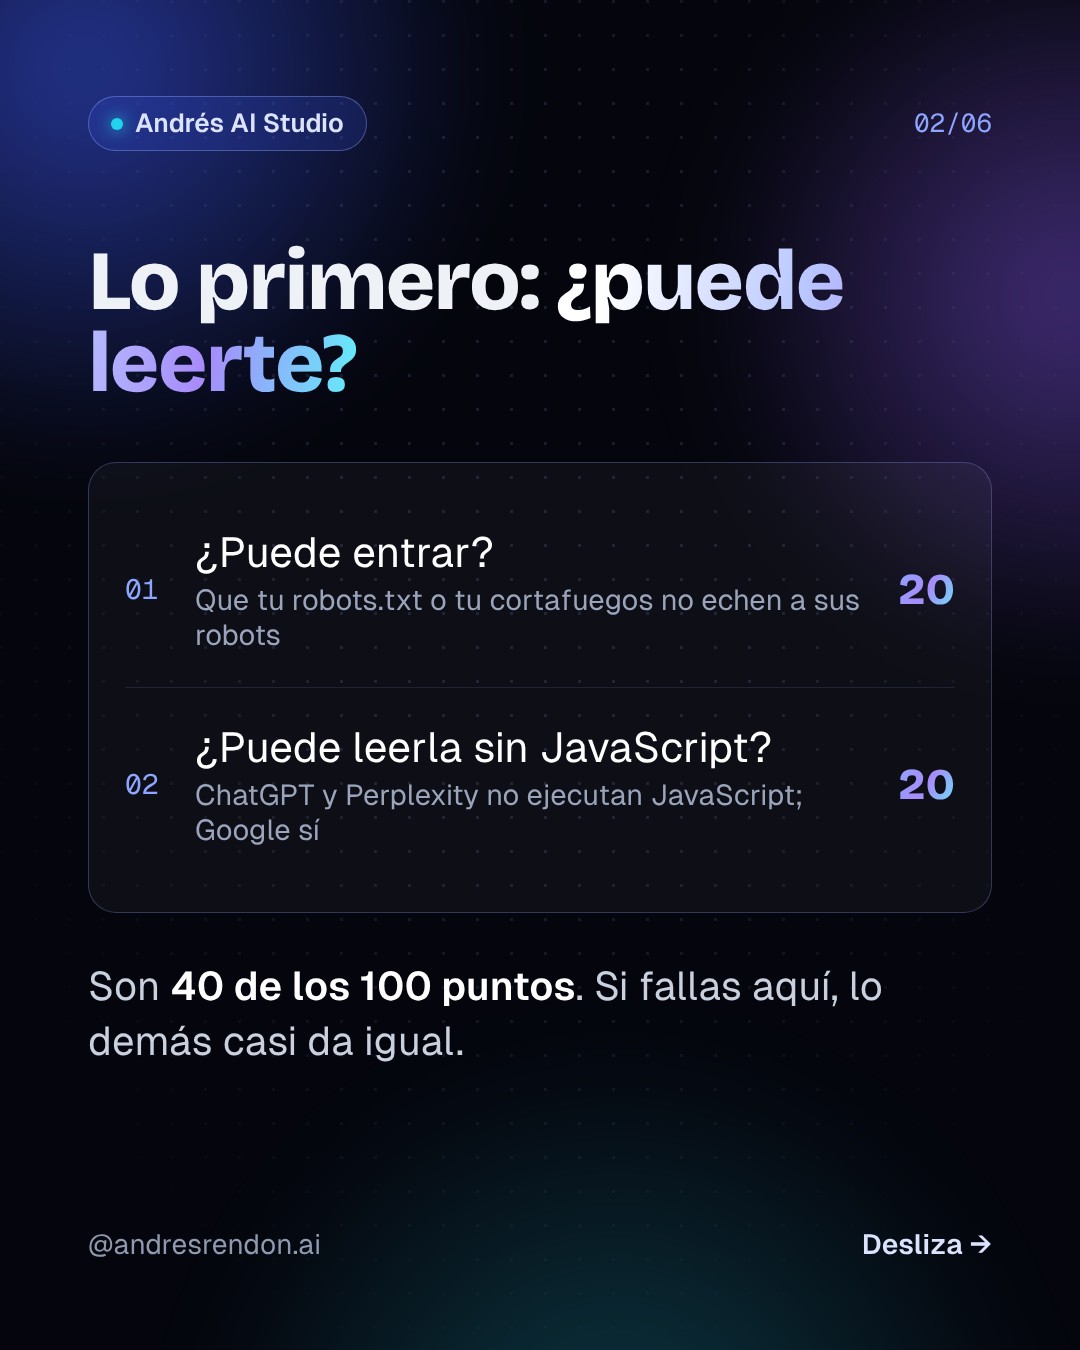 Andrés AI Studio
02/06
Lo primero: ¿puede
leerte?
01
¿Puede entrar?
Que tu robots.txt o tu cortafuegos no echen a sus
robots
20
02
¿Puede leerla sin JavaScript?
ChatGPT y Perplexity no ejecutan JavaScript;
Google sí
20
Son 40 de los 100 puntos. Si fallas aquí, lo
demás casi da igual.
@andresrendon.ai
Desliza →